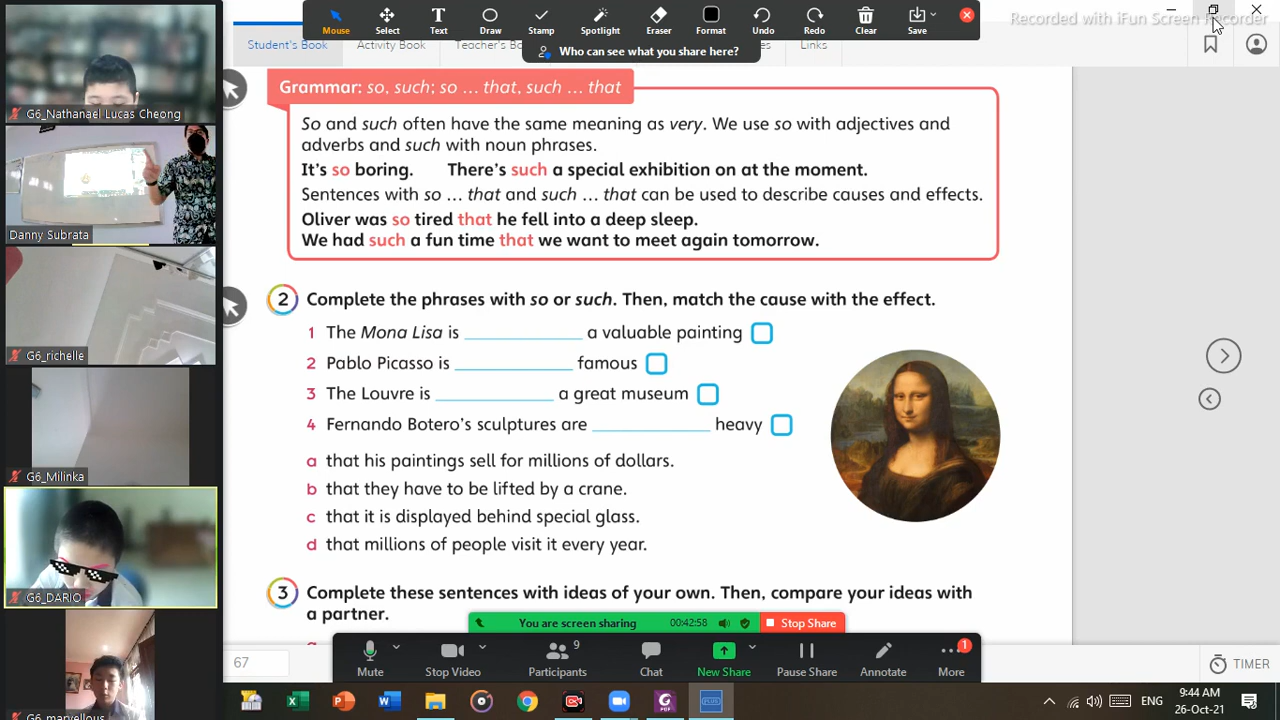 Mouse Select Text Draw Stamp Spotlight Eraser Format Undo Redo Clear Save
Recorded with iFun Screen Recorder
Student's Book Activity Book Teacher's B Links
Who can see what you share here?
G6_Nathanael Lucas Cheong
Danny Subrata
G6_richelle
G6_Milinka
G6_DARIO
G6_marvellous
Grammar: so, such; so ... that, such ... that
So and such often have the same meaning as very. We use so with adjectives and
adverbs and such with noun phrases.
It's so boring. There's such a special exhibition on at the moment.
Sentences with so ... that and such ... that can be used to describe causes and effects.
Oliver was so tired that he fell into a deep sleep.
We had such a fun time that we want to meet again tomorrow.
2 Complete the phrases with so or such. Then, match the cause with the effect.
1 The Mona Lisa is ____________ a valuable painting
2 Pablo Picasso is ____________ famous
3 The Louvre is ____________ a great museum
4 Fernando Botero's sculptures are ____________ heavy
a that his paintings sell for millions of dollars.
b that they have to be lifted by a crane.
c that it is displayed behind special glass.
d that millions of people visit it every year.
3 Complete these sentences with ideas of your own. Then, compare your ideas with
a partner.
You are screen sharing 00:42:58 Stop Share
67
Mute Stop Video Participants 9 Chat New Share Pause Share Annotate More 1
TIMER
ENG
9:44 AM
26-Oct-21